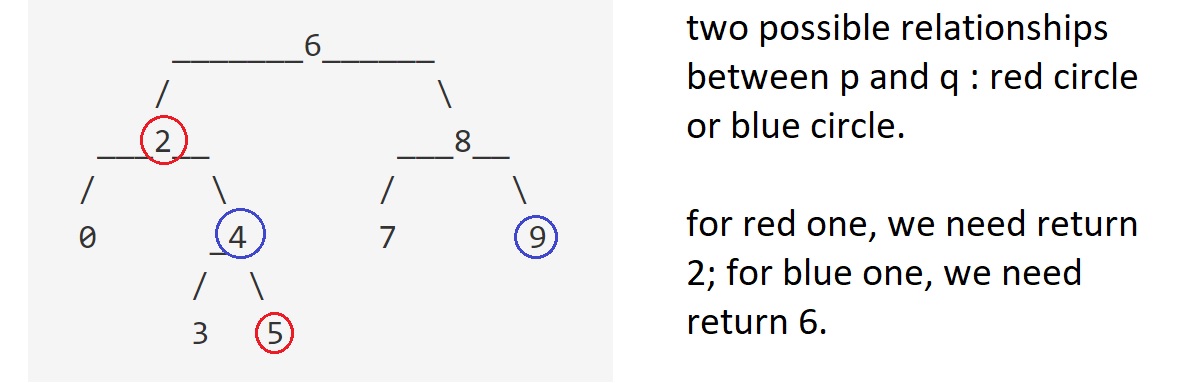 _______6______
/ \
___2__ ___8__
/ \ / \
0 _4 7 9
/ \
3 5
two possible relationships
between p and q : red circle
or blue circle.
for red one, we need return
2; for blue one, we need
return 6.